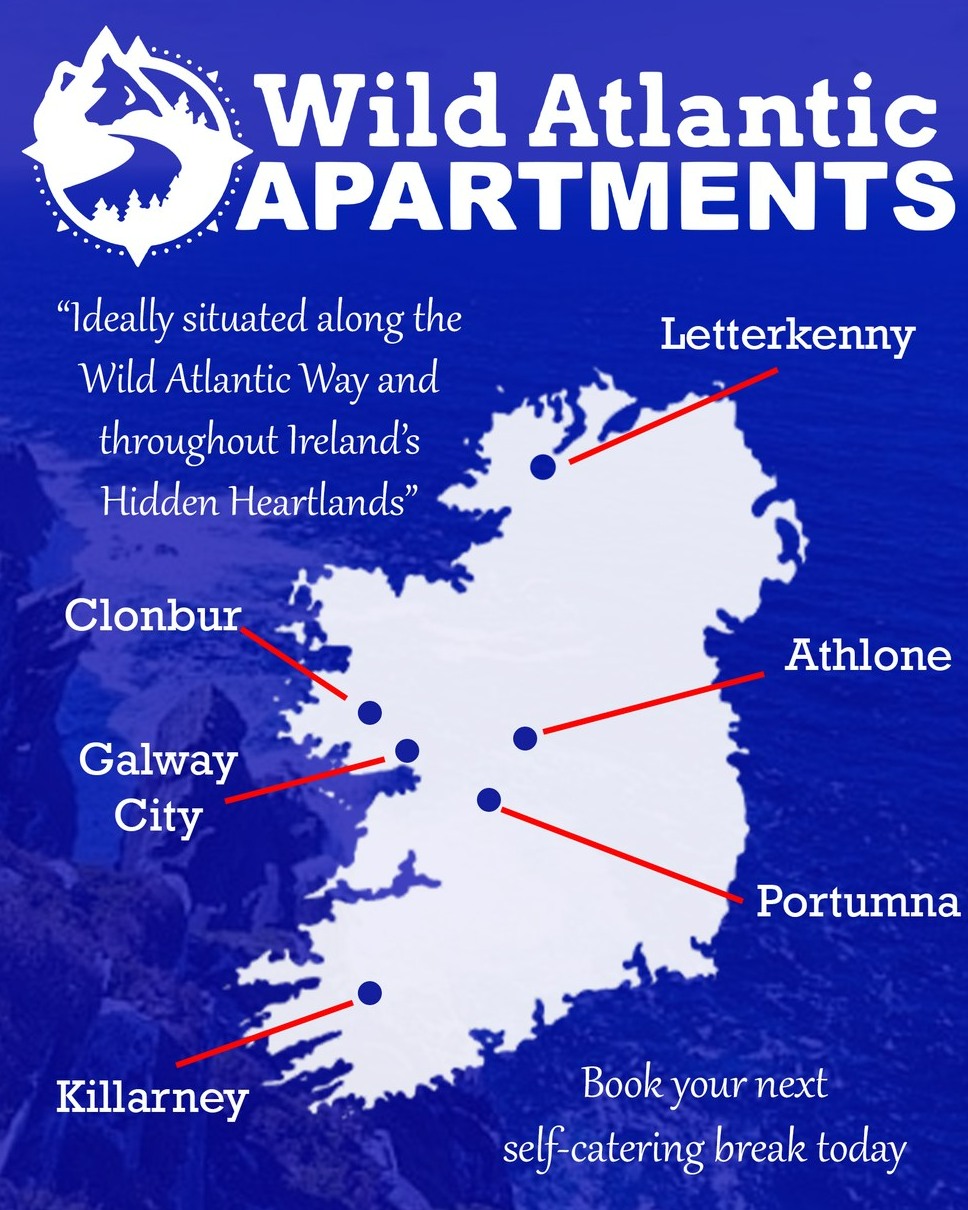 Wild Atlantic
APARTMENTS
“Ideally situated along the
Wild Atlantic Way and
throughout Ireland’s
Hidden Heartlands”
Letterkenny
Clonbur
Athlone
Galway
City
Portumna
Killarney
Book your next
self-catering break today